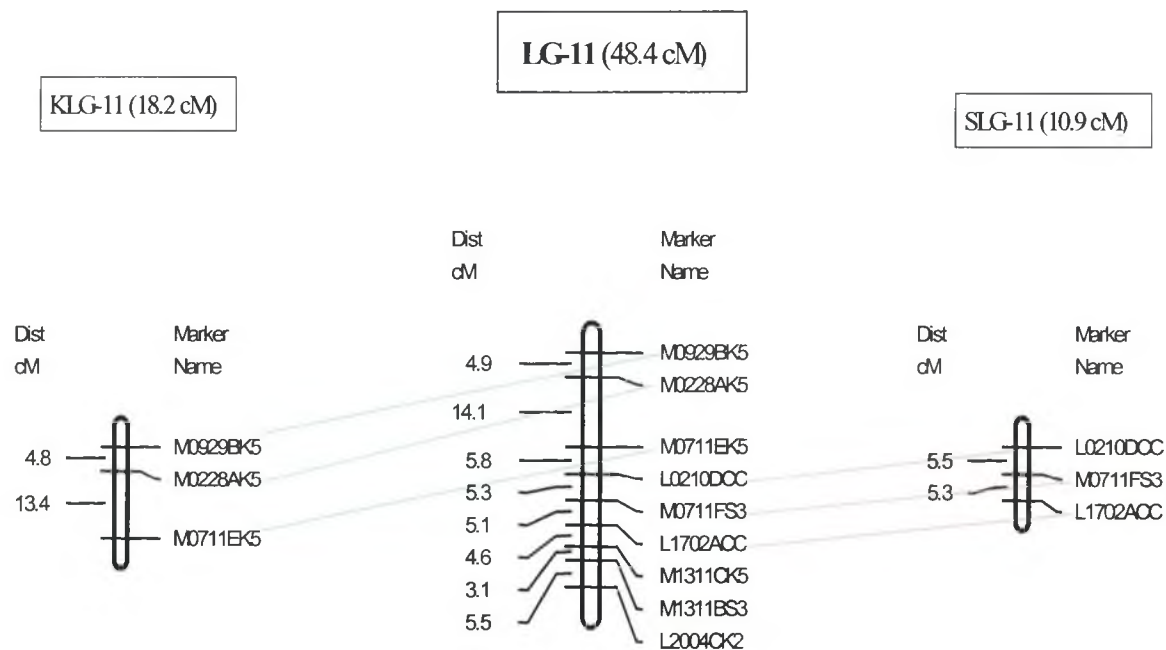 LG-11 (48.4 cM)
KLG-11 (18.2 cM)
SLG-11 (10.9 cM)
Dist
cM
Marker
Name
4.8
13.4
M0929BK5
M0228AK5
M0711EK5
Dist
cM
Marker
Name
4.9
14.1
5.8
5.3
5.1
4.6
3.1
5.5
M0929BK5
M0228AK5
M0711EK5
L0210DCC
M0711FS3
L1702ACC
M1311CK5
M1311BS3
L2004CK2
Dist
cM
Marker
Name
5.5
5.3
L0210DCC
M0711FS3
L1702ACC